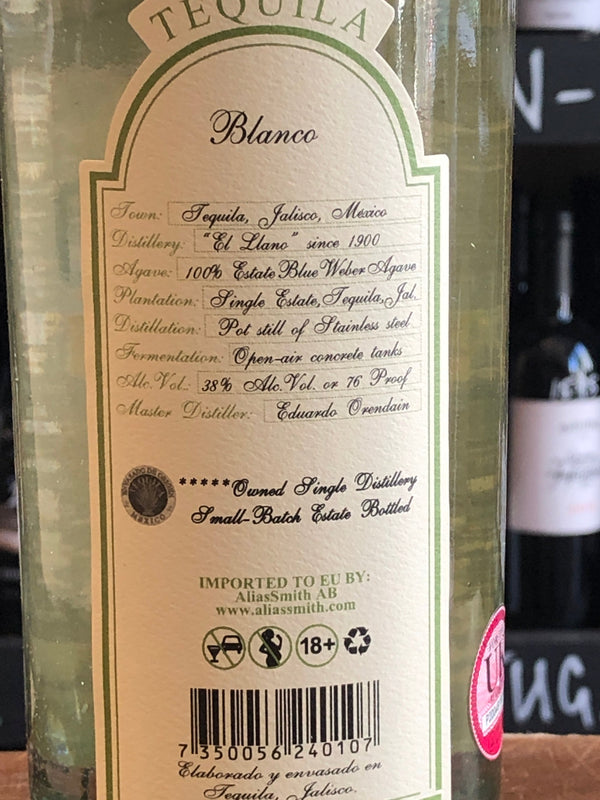 TEQUILA
Blanco
Town: Tequila, Jalisco, México
Distillery: "El Llano" since 1900
Agave: 100% Estate Blue Weber Agave
Plantation: Single Estate, Tequila, Jal.
Distillation: Pot still of Stainless steel
Fermentation: Open-air concrete tanks
Alc.Vol.: 38% Alc.Vol. or 76 Proof
Master Distiller: Eduardo Orendain
*****Owned Single Distillery
Small-Batch Estate Bottled
MEXICO
IMPORTED TO EU BY:
AliasSmith AB
www.aliassmith.com
18+
7 350056 240107
Elaborado y envasado en
Tequila, Jalisco.
UK
N-
UG